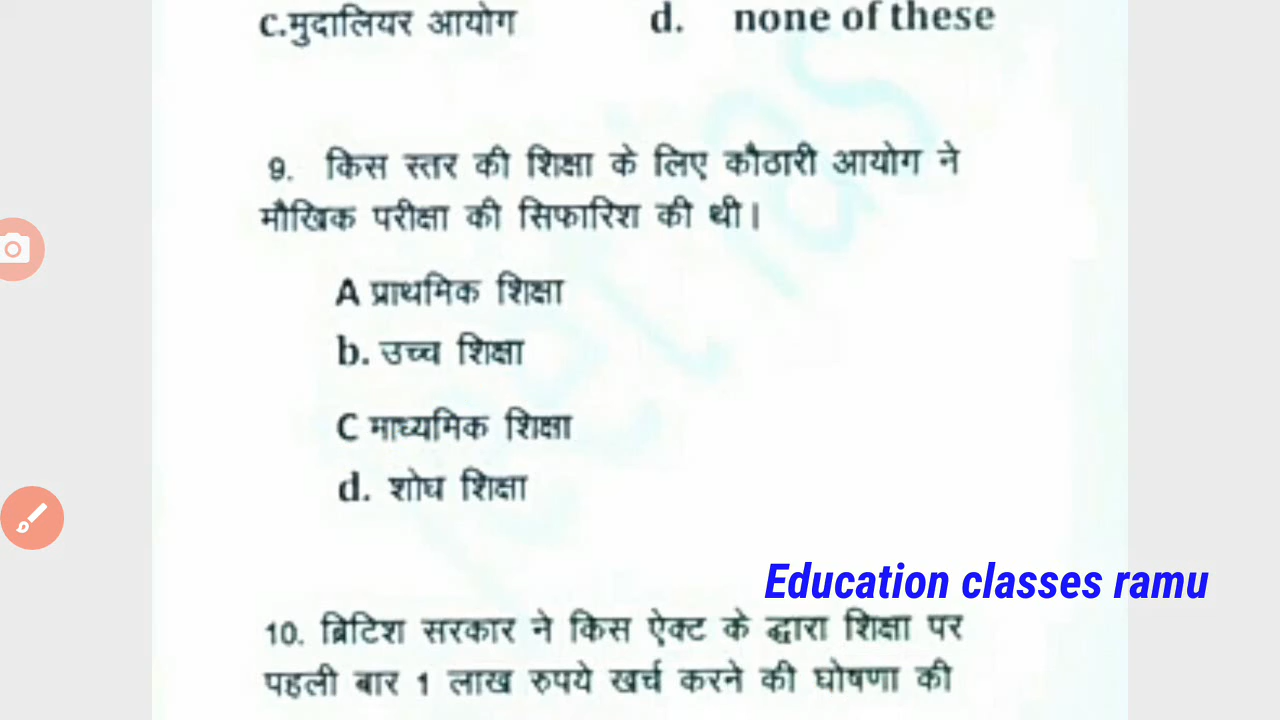 C.मुदालियर आयोग d. none of these
9. किस स्तर की शिक्षा के लिए कौठारी आयोग ने
मौखिक परीक्षा की सिफारिश की थी।
A प्राथमिक शिक्षा
b. उच्च शिक्षा
C माध्यमिक शिक्षा
d. शोध शिक्षा
Education classes ramu
10. ब्रिटिश सरकार ने किस ऐक्ट के द्धारा शिक्षा पर
पहली बार 1 लाख रुपये खर्च करने की घोषणा की